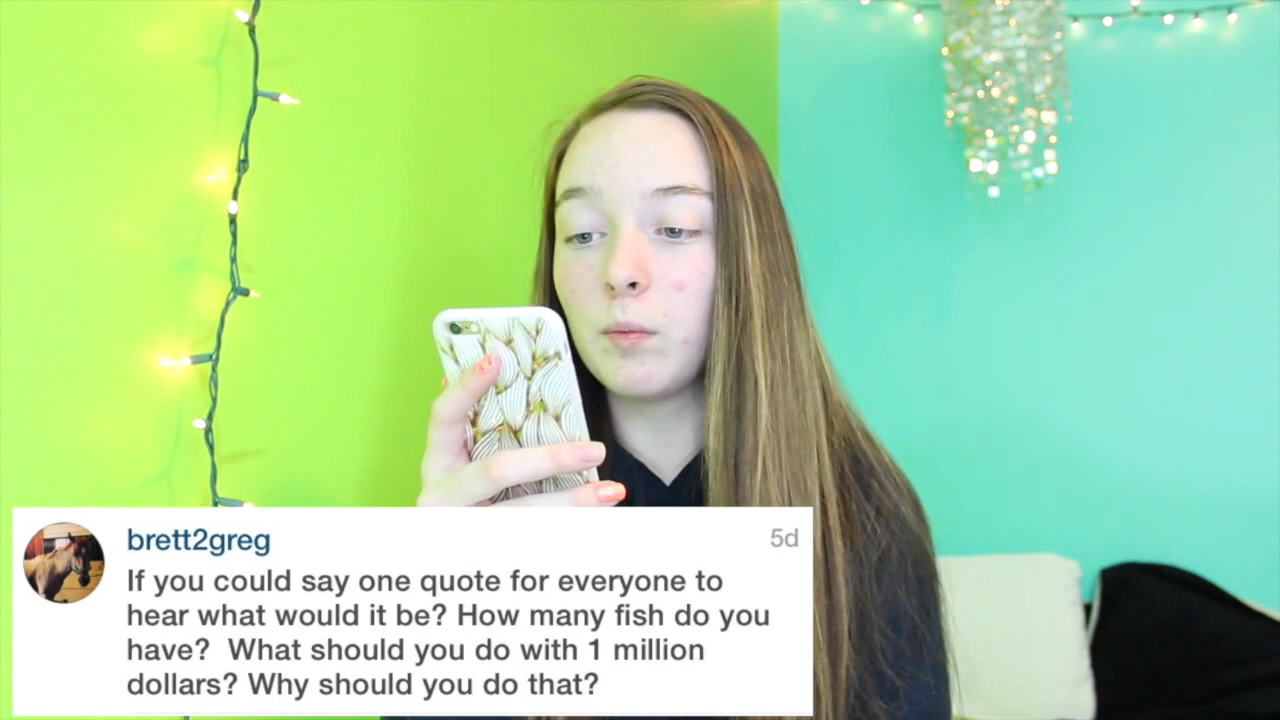 brett2greg 5d
If you could say one quote for everyone to
hear what would it be? How many fish do you
have?  What should you do with 1 million
dollars? Why should you do that?